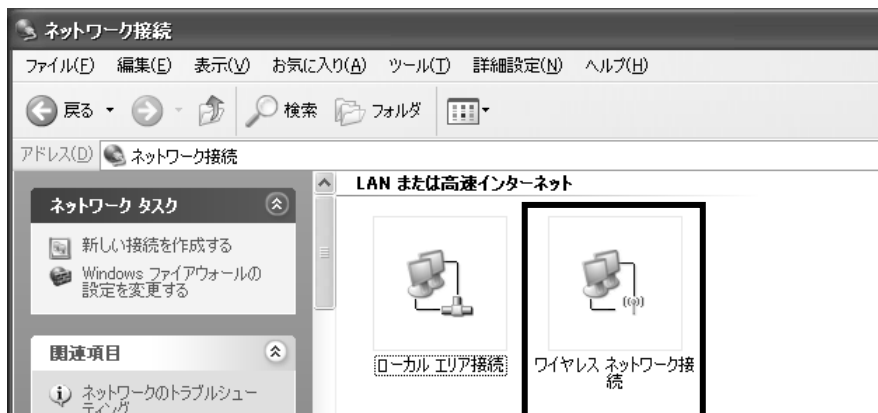 ネットワーク接続
ファイル(F) 編集(E) 表示(V) お気に入り(A) ツール(T) 詳細設定(N) ヘルプ(H)
戻る 検索 フォルダ
アドレス(D) ネットワーク接続
ネットワーク タスク
新しい接続を作成する
Windows ファイアウォールの
設定を変更する
関連項目
ネットワークのトラブルシュー
ティング
LAN または高速インターネット
ローカル エリア接続
ワイヤレス ネットワーク接
続